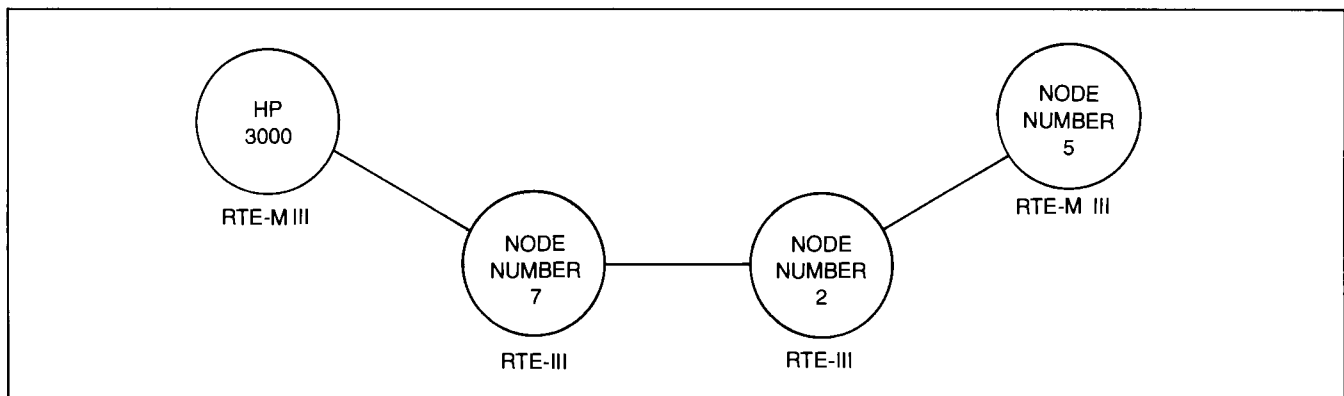 HP
3000
RTE-M III
NODE
NUMBER
7
RTE-III
NODE
NUMBER
2
RTE-III
NODE
NUMBER
5
RTE-M III